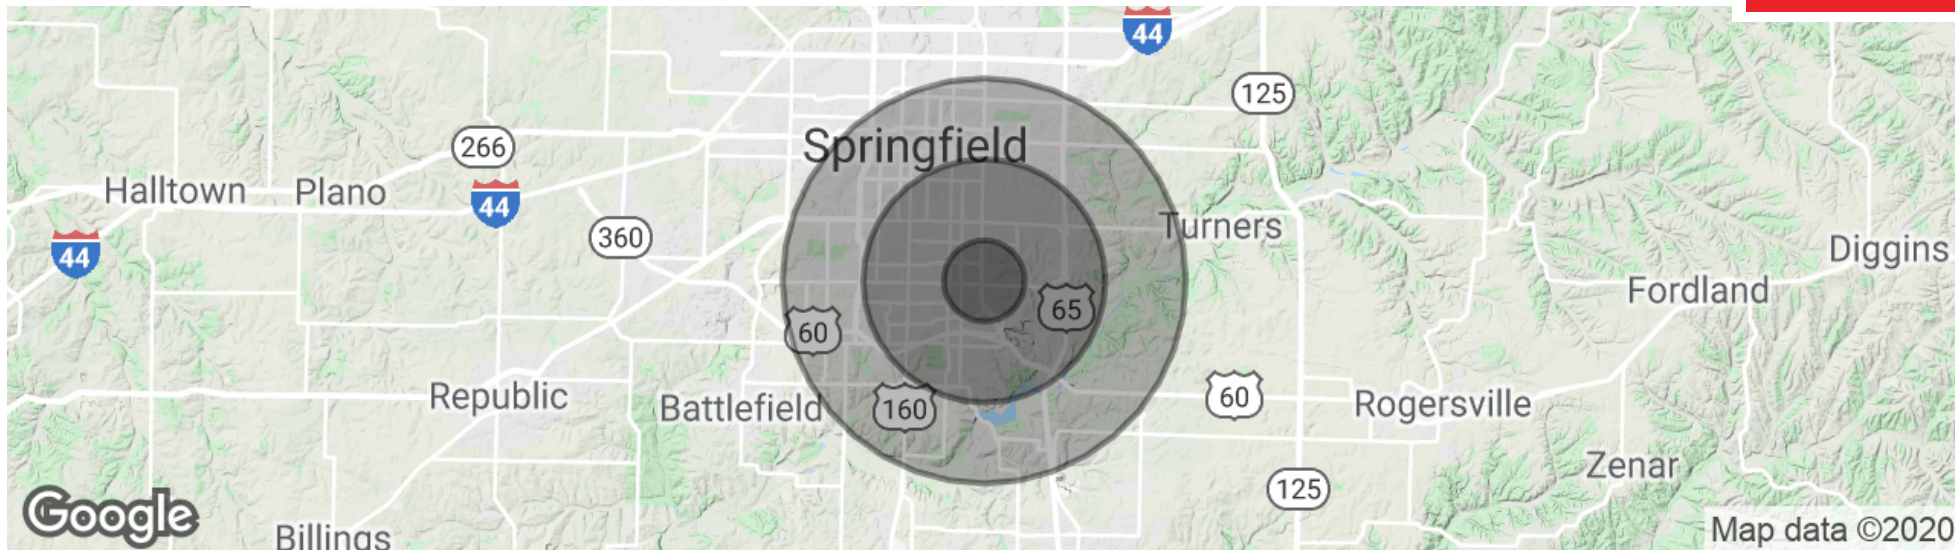 44
125
Springfield
266
Halltown
Plano
44
360
Turners
44
Diggins
Fordland
65
60
Republic
Battlefield
160
60
Rogersville
Zenar
125
Google
Billings
Map data ©2020